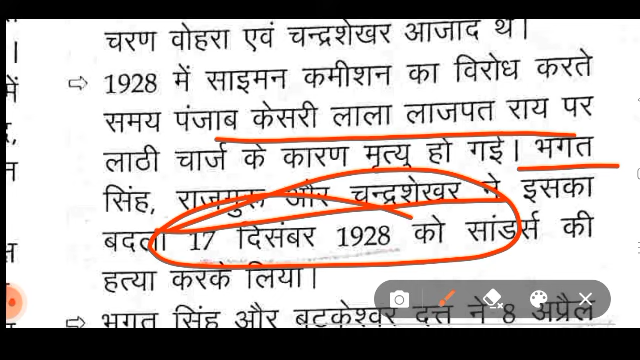 चरण वोहरा एवं चन्द्रशेखर आजाद थे।
⇨ 1928 में साइमन कमीशन का विरोध करते
समय पंजाब केसरी लाला लाजपत राय पर
लाठी चार्ज के कारण मृत्यु हो गई। भगत
सिंह, राजगुरू और चन्द्रशेखर ने इसका
बदला 17 दिसंबर 1928 को सांडर्स की
हत्या करके लिया।
⇨ भगत सिंह और बटुकेश्वर दत्त ने 8 अप्रैल